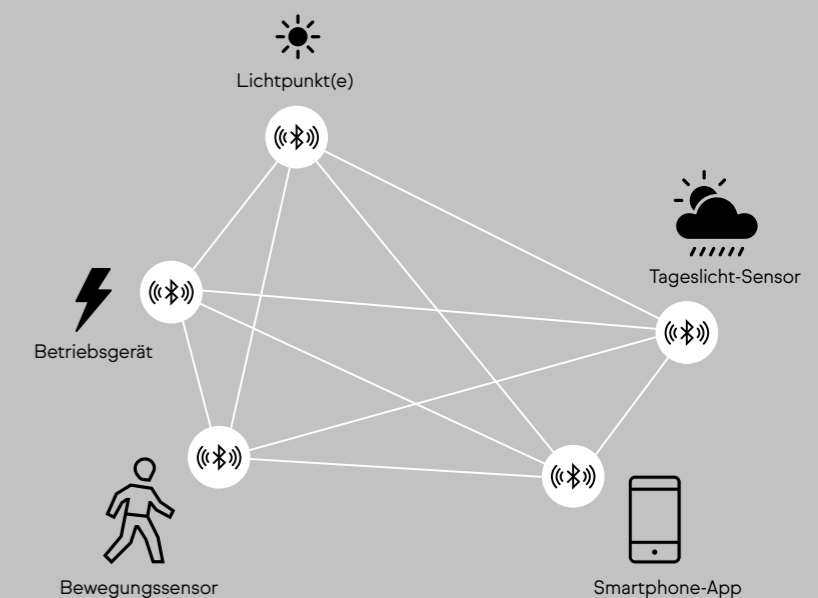 Lichtpunkt(e)
Tageslicht-Sensor
Betriebsgerät
Bewegungssensor
Smartphone-App